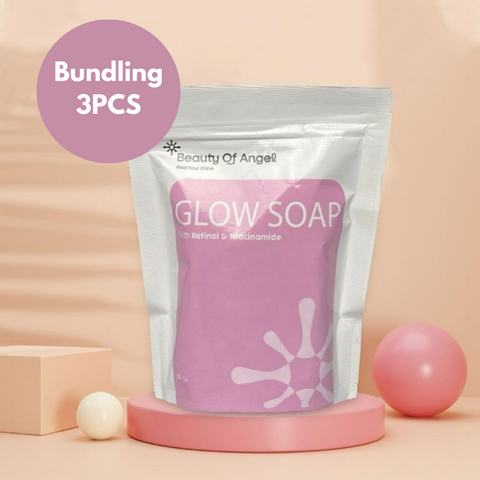 Bundling
3PCS
Beauty Of Angel
Find Your Shine
GLOW SOAP
with Retinol & Niacinamide